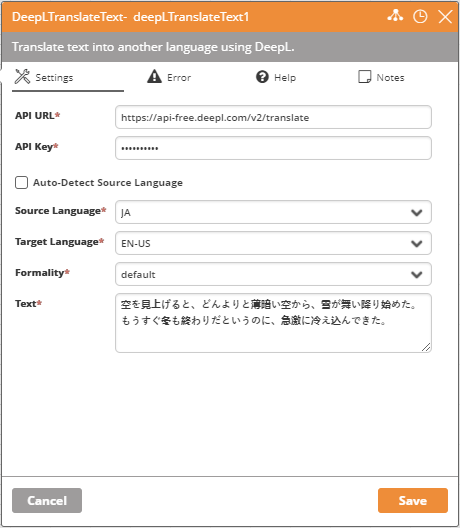 DeepLTranslateText- deepLTranslateText1
Translate text into another language using DeepL.
Settings Error Help Notes
API URL* https://api-free.deepl.com/v2/translate
API Key* ••••••••••
Auto-Detect Source Language
Source Language* JA
Target Language* EN-US
Formality* default
Text* 空を見上げると、どんよりと薄暗い空から、雪が舞い降り始めた。
もうすぐ冬も終わりだというのに、急激に冷え込んできた。
Cancel Save